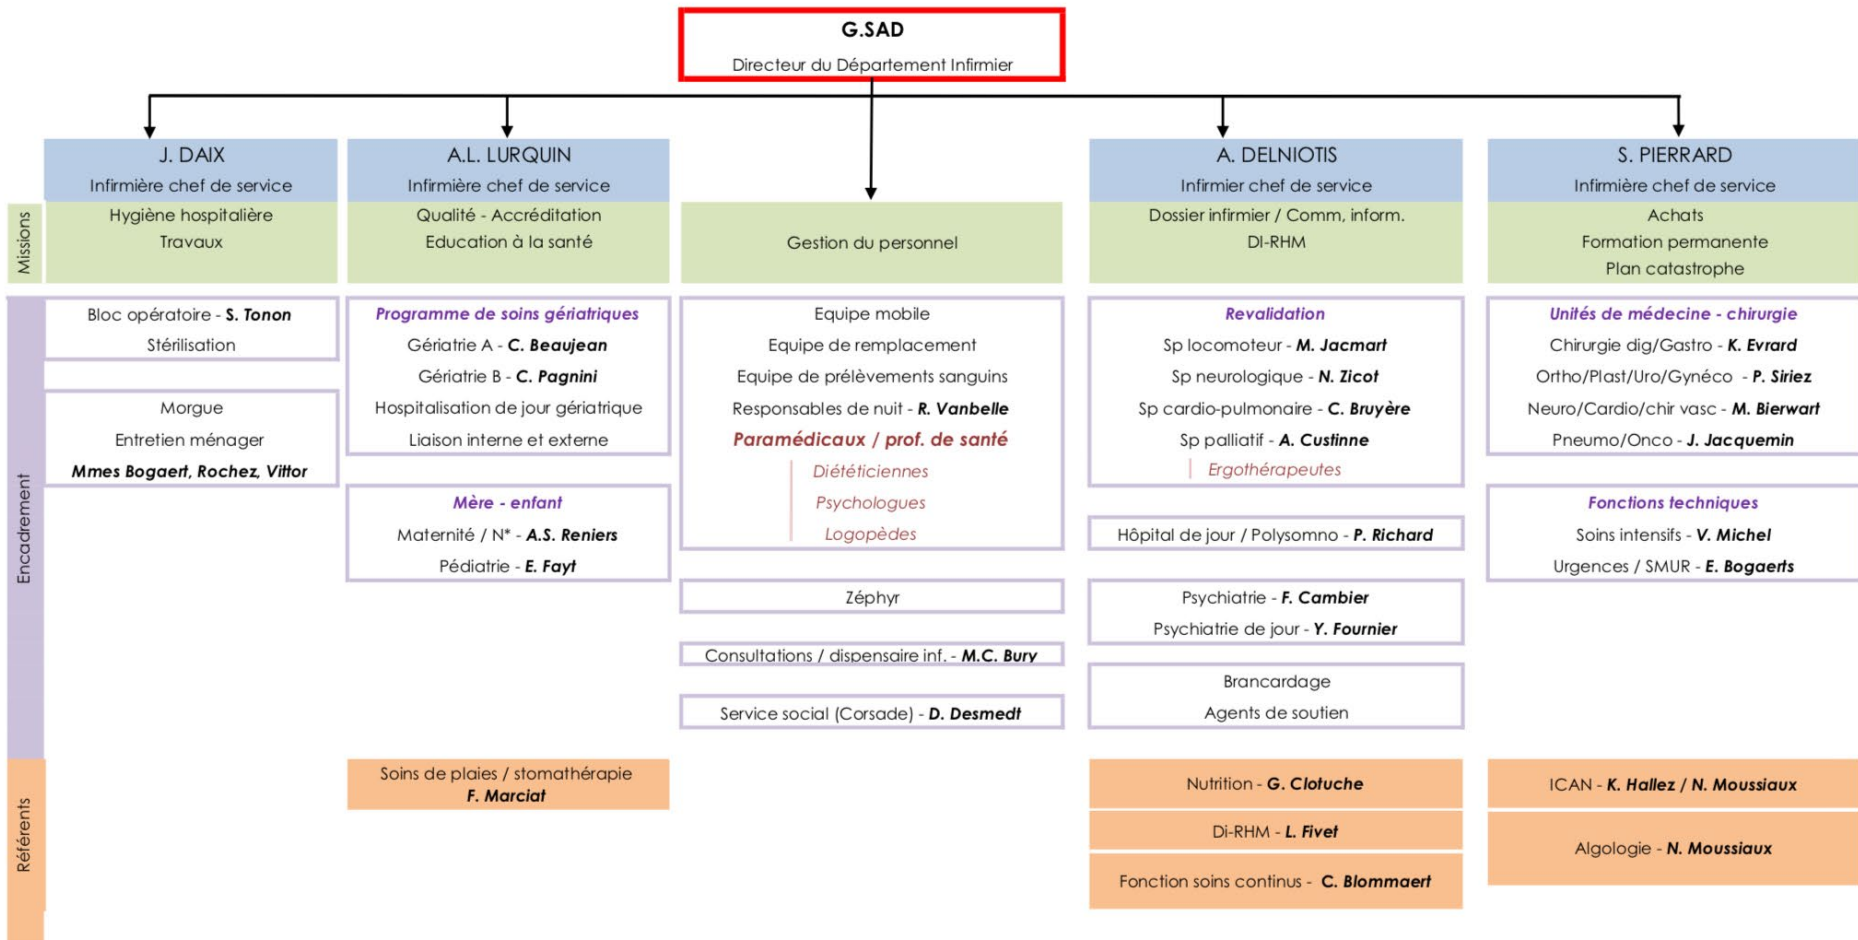 G.SAD
Directeur du Département Infirmier
J. DAIX
Infirmière chef de service
A.L. LURQUIN
Infirmière chef de service
A. DELNIOTIS
Infirmier chef de service
S. PIERRARD
Infirmière chef de service
Missions
Hygiène hospitalière
Travaux
Qualité - Accréditation
Education à la santé
Gestion du personnel
Dossier infirmier / Comm, inform.
DI-RHM
Achats
Formation permanente
Plan catastrophe
Encadrement
Bloc opératoire - S. Tonon
Stérilisation
Morgue
Entretien ménager
Mmes Bogaert, Rochez, Vittor
Programme de soins gériatriques
Gériatrie A - C. Beaujean
Gériatrie B - C. Pagnini
Hospitalisation de jour gériatrique
Liaison interne et externe
Mère - enfant
Maternité / N* - A.S. Reniers
Pédiatrie - E. Fayt
Equipe mobile
Equipe de remplacement
Equipe de prélèvements sanguins
Responsables de nuit - R. Vanbelle
Paramédicaux / prof. de santé
Diététiciennes
Psychologues
Logopèdes
Zéphyr
Consultations / dispensaire inf. - M.C. Bury
Service social (Corsade) - D. Desmedt
Revalidation
Sp locomoteur - M. Jacmart
Sp neurologique - N. Zicot
Sp cardio-pulmonaire - C. Bruyère
Sp palliatif - A. Custinne
Ergothérapeutes
Hôpital de jour / Polysomno - P. Richard
Psychiatrie - F. Cambier
Psychiatrie de jour - Y. Fournier
Brancardage
Agents de soutien
Unités de médecine - chirurgie
Chirurgie dig/Gastro - K. Evrard
Ortho/Plast/Uro/Gynéco - P. Siriez
Neuro/Cardio/chir vasc - M. Bierwart
Pneumo/Onco - J. Jacquemin
Fonctions techniques
Soins intensifs - V. Michel
Urgences / SMUR - E. Bogaerts
Référents
Soins de plaies / stomathérapie
F. Marciat
Nutrition - G. Clotuche
Di-RHM - L. Fivet
Fonction soins continus - C. Blommaert
ICAN - K. Hallez / N. Moussiaux
Algologie - N. Moussiaux